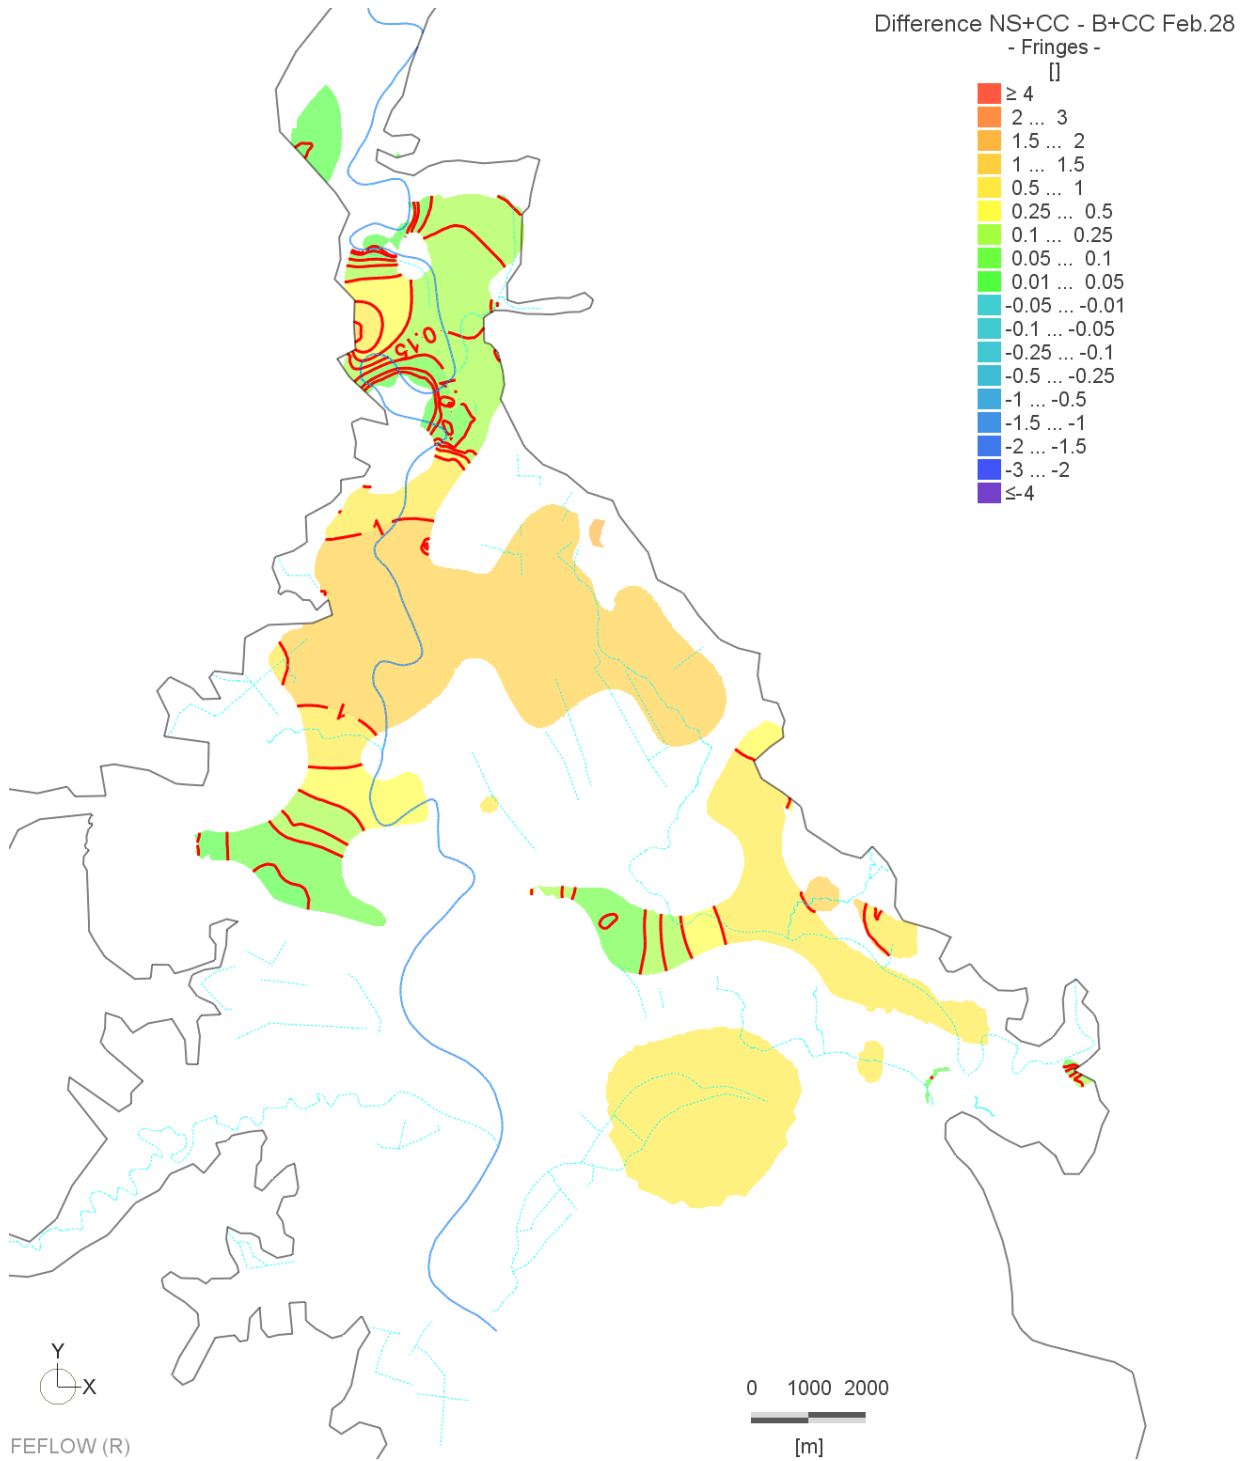 Difference NS+CC - B+CC Feb.28
- Fringes -
[]
≥ 4
2 ... 3
1.5 ... 2
1 ... 1.5
0.5 ... 1
0.25 ... 0.5
0.1 ... 0.25
0.05 ... 0.1
0.01 ... 0.05
-0.05 ... -0.01
-0.1 ... -0.05
-0.25 ... -0.1
-0.5 ... -0.25
-1 ... -0.5
-1.5 ... -1
-2 ... -1.5
-3 ... -2
≤-4
0.15
1
1
1
Y
X
0 1000 2000
[m]
FEFLOW (R)